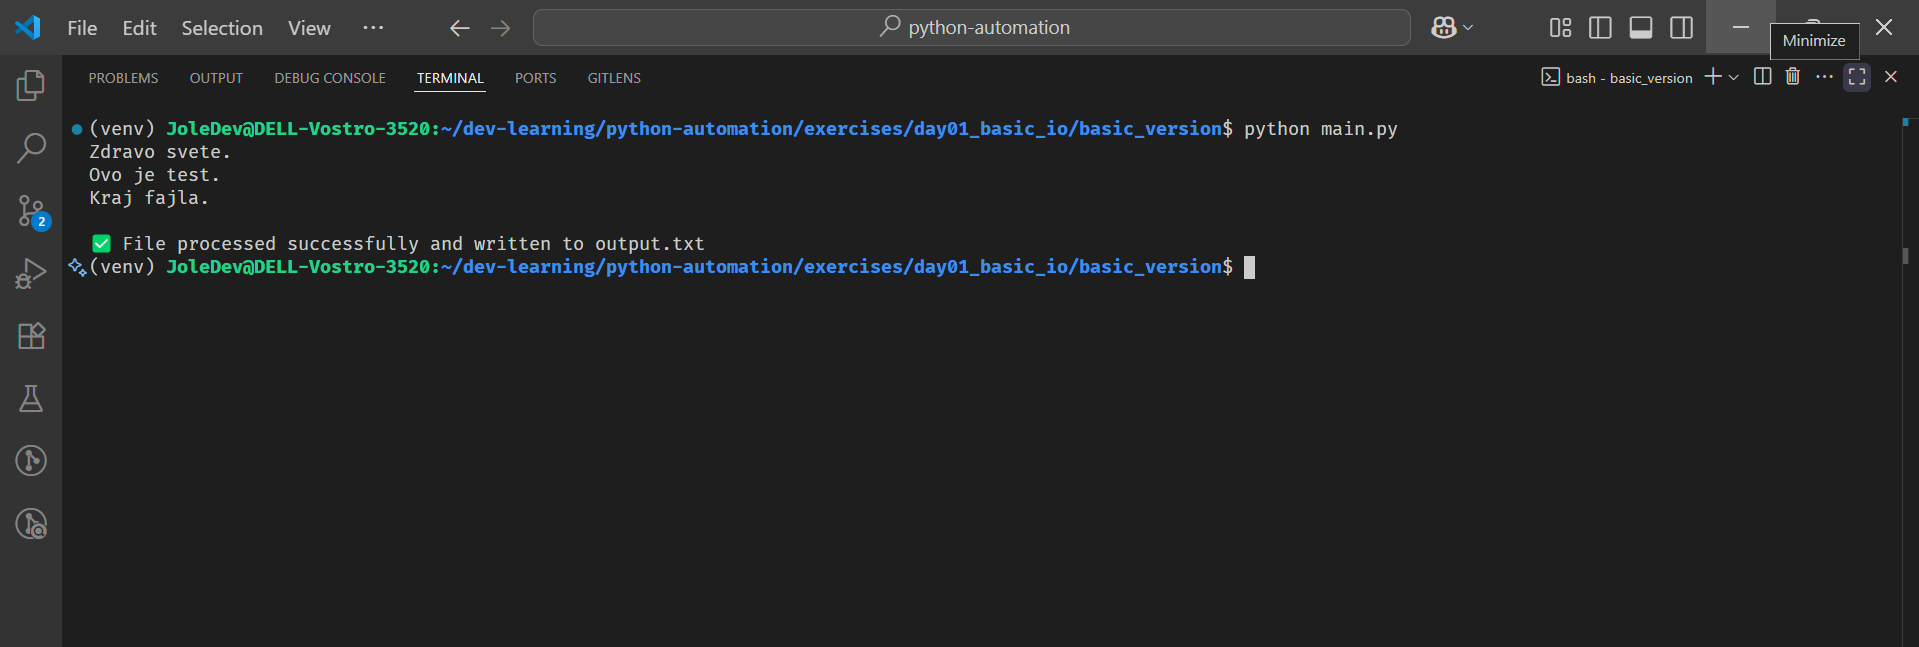 File Edit Selection View ··· python-automation
Minimize
PROBLEMS OUTPUT DEBUG CONSOLE TERMINAL PORTS GITLENS bash - basic_version
(venv) JoleDev@DELL-Vostro-3520:~/dev-learning/python-automation/exercises/day01_basic_io/basic_version$ python main.py
Zdravo svete.
Ovo je test.
Kraj fajla.
✅ File processed successfully and written to output.txt
(venv) JoleDev@DELL-Vostro-3520:~/dev-learning/python-automation/exercises/day01_basic_io/basic_version$
2